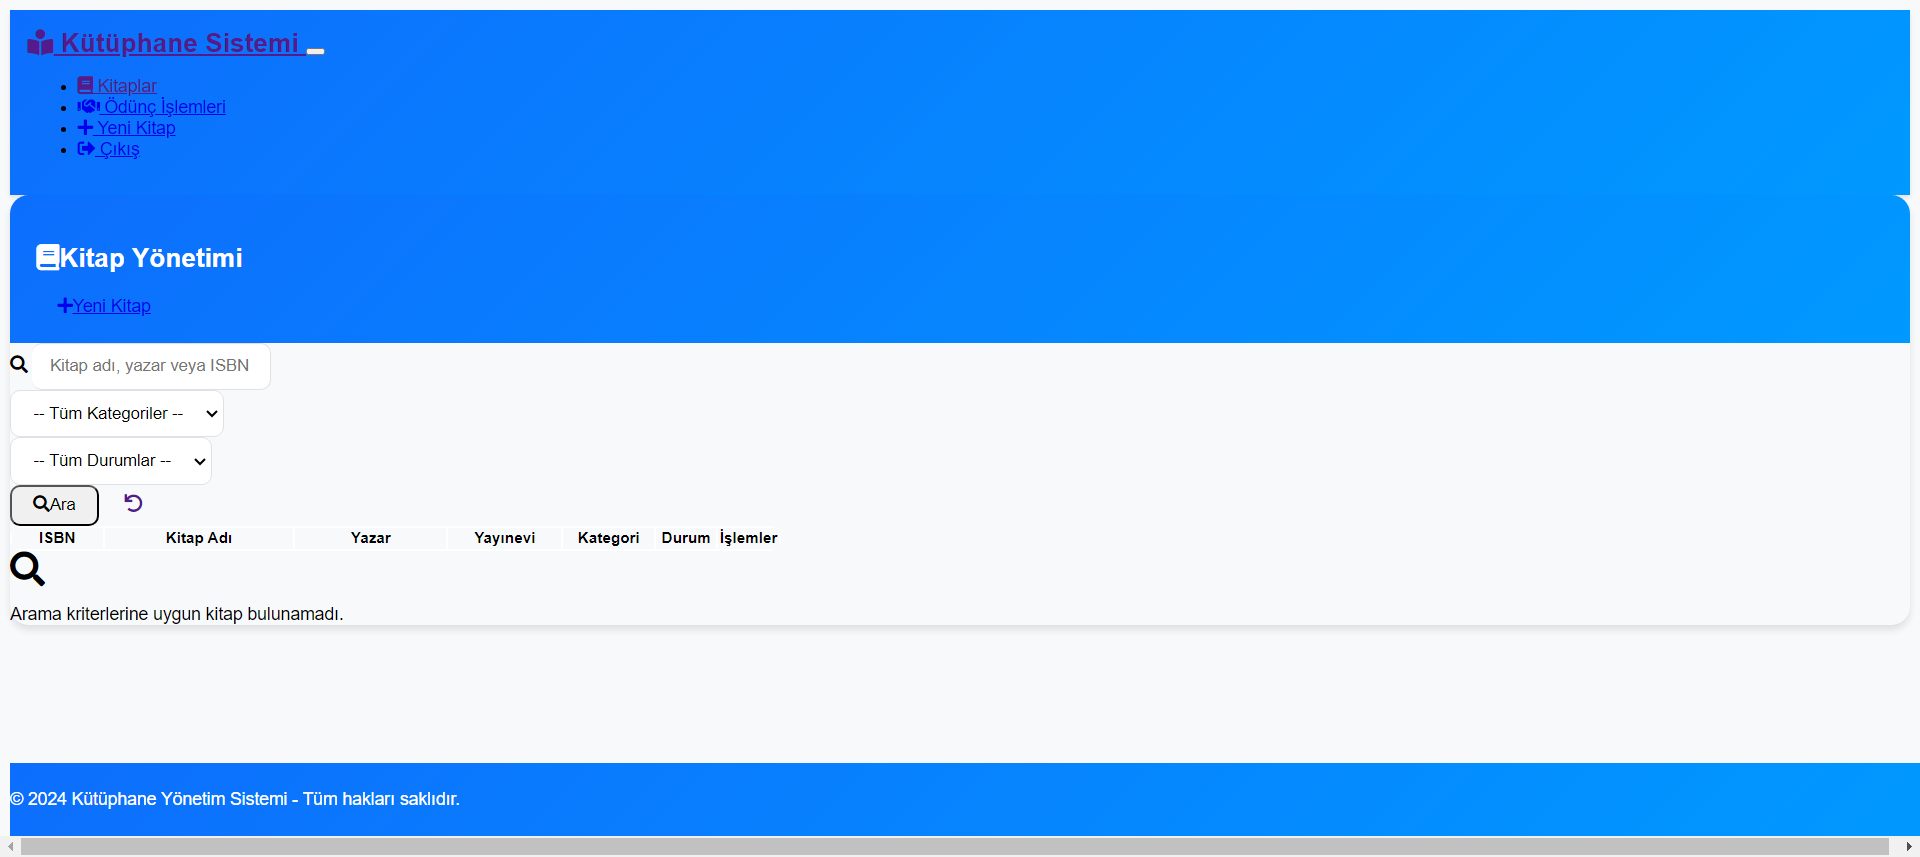 Kütüphane Sistemi
Kitaplar
Ödünç İşlemleri
Yeni Kitap
Çıkış
Kitap Yönetimi
Yeni Kitap
Kitap adı, yazar veya ISBN
-- Tüm Kategoriler --
-- Tüm Durumlar --
Ara
ISBN Kitap Adı Yazar Yayınevi Kategori Durum İşlemler
Arama kriterlerine uygun kitap bulunamadı.
© 2024 Kütüphane Yönetim Sistemi - Tüm hakları saklıdır.